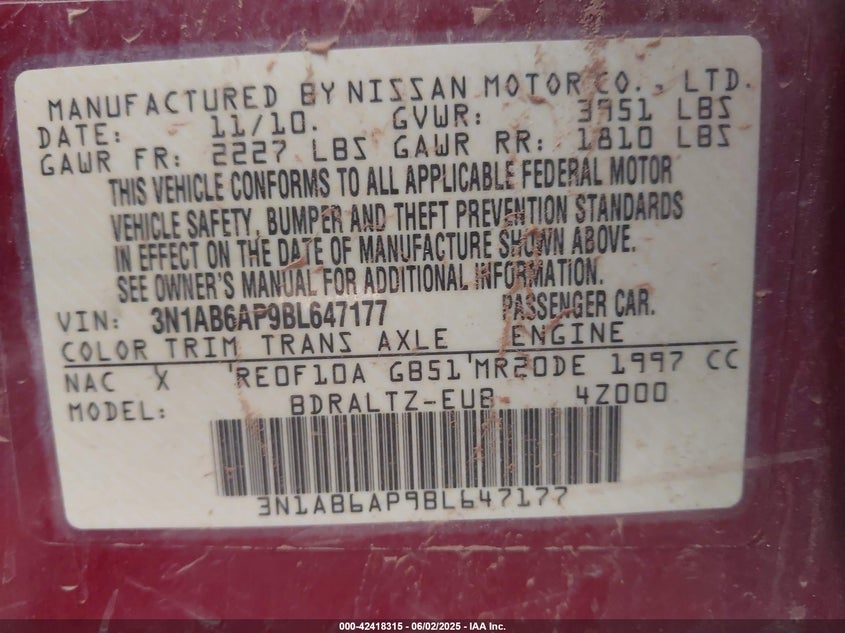 MANUFACTURED BY NISSAN MOTOR CO., LTD.
DATE: 11/10. GVWR: 3951 LBS
GAWR FR: 2227 LBS GAWR RR: 1810 LBS
THIS VEHICLE CONFORMS TO ALL APPLICABLE FEDERAL MOTOR
VEHICLE SAFETY, BUMPER AND THEFT PREVENTION STANDARDS
IN EFFECT ON THE DATE OF MANUFACTURE SHOWN ABOVE.
SEE OWNER'S MANUAL FOR ADDITIONAL INFORMATION.
VIN: 3N1AB6AP9BL647177 PASSENGER CAR.
COLOR TRIM TRANS AXLE ENGINE
NAC X 'RE0F10A GB51'MR20DE 1997 CC
MODEL: BDRALTZ-EUB 4Z000
3N1AB6AP9BL647177
000-42418315 - 06/02/2025 - IAA Inc.